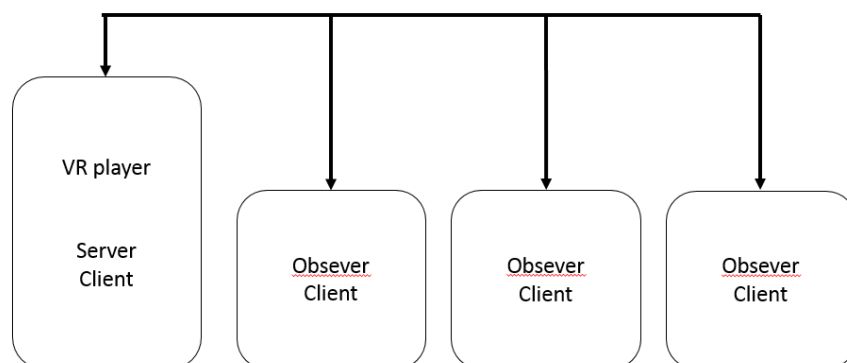 VR player
Server
Client
Obsever
Client
Obsever
Client
Obsever
Client